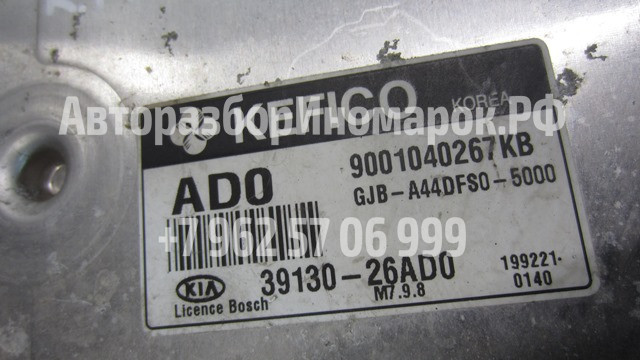 KEFICO KOREA
Авторазбор Иномарок.РФ
AD0 9001040267KB
GJB-A44DFS0-5000
+7 962 57 06 999
39130-26AD0 199221-
KIA M7.9.8 0140
Licence Bosch